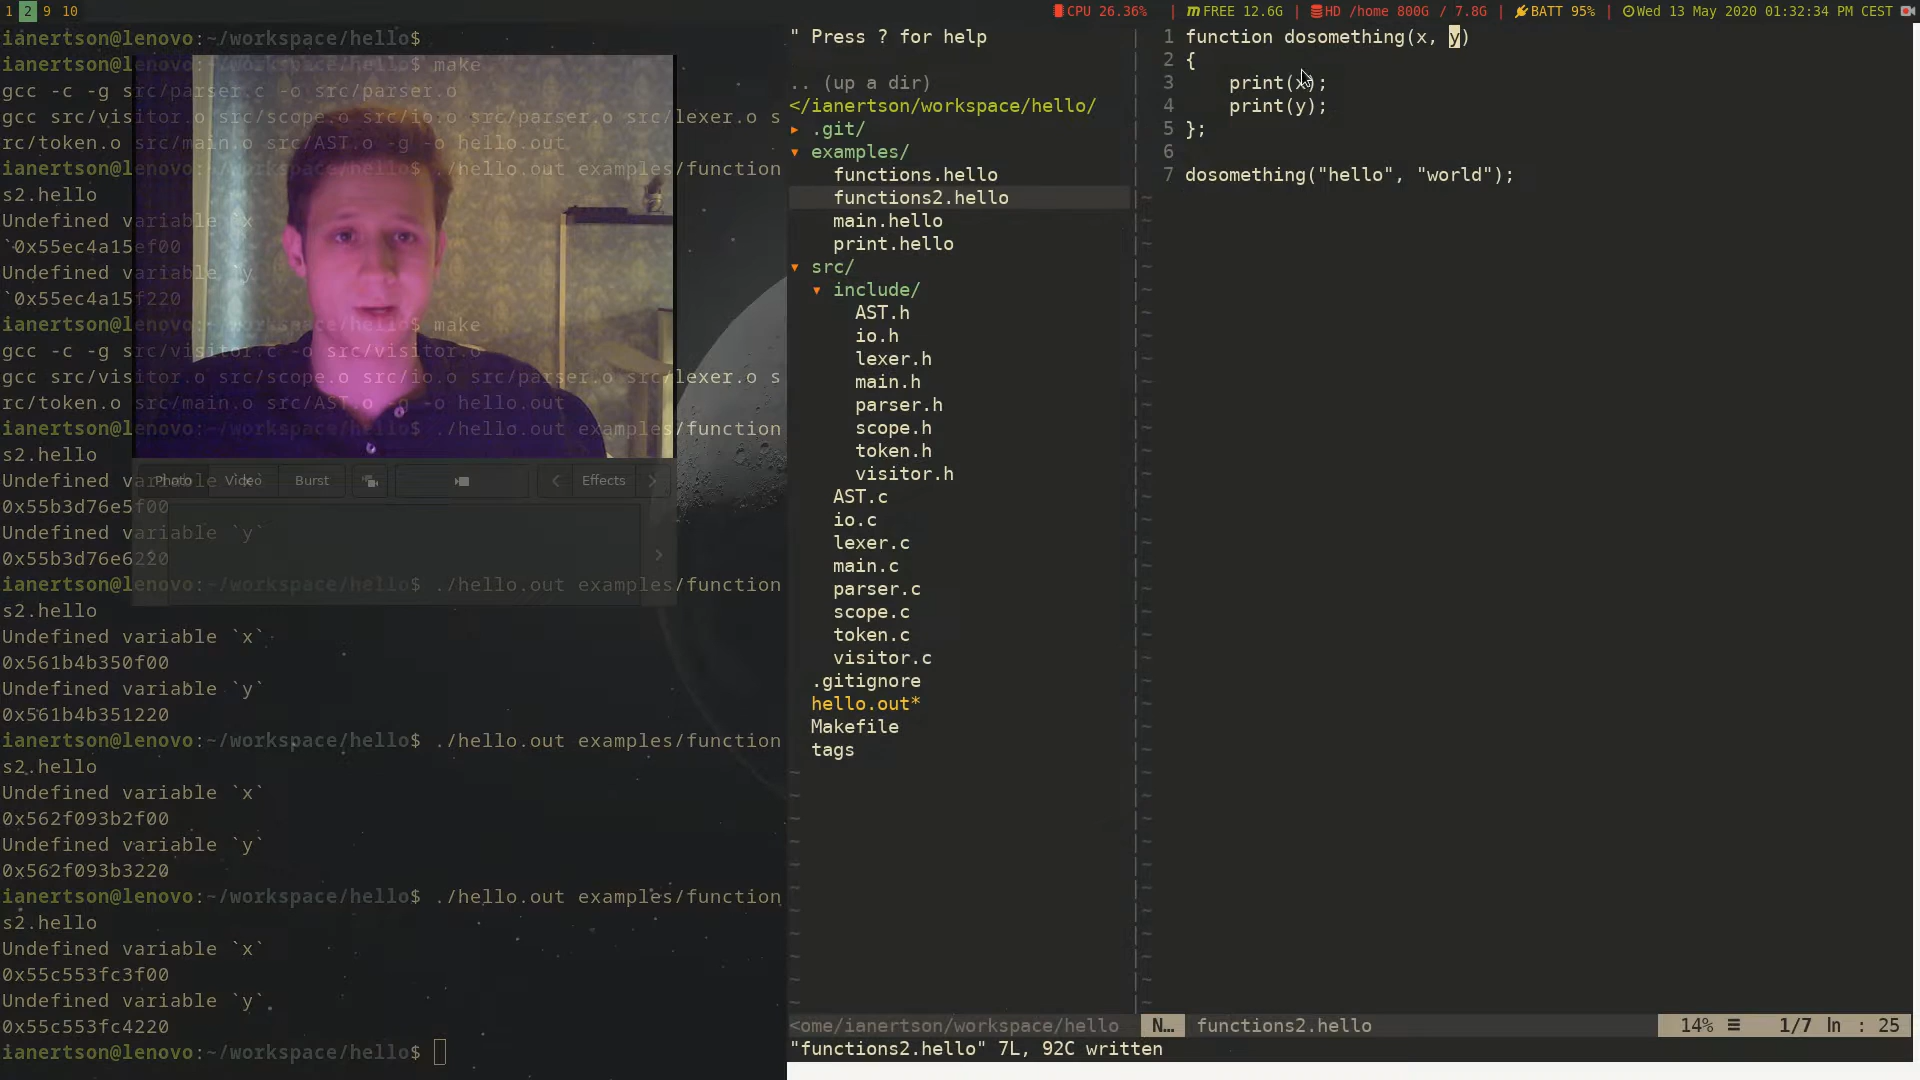 1 2 9 10 CPU 26.36% | FREE 12.6G | HD /home 800G / 7.8G | BATT 95% | Wed 13 May 2020 01:32:34 PM CEST
ianertson@lenovo:~/workspace/hello$
ianertson@lenovo:~/workspace/hello$ make
gcc -c -g src/parser.c -o src/parser.o
gcc src/visitor.o src/scope.o src/io.o src/parser.o src/lexer.o s
rc/token.o src/main.o src/AST.o -g -o hello.out
ianertson@lenovo:~/workspace/hello$ ./hello.out examples/function
s2.hello
Undefined variable `x
`0x55ec4a15ef00
Undefined variable `y
`0x55ec4a15f220
ianertson@lenovo:~/workspace/hello$ make
gcc -c -g src/visitor.c -o src/visitor.o
gcc src/visitor.o src/scope.o src/io.o src/parser.o src/lexer.o s
rc/token.o src/main.o src/AST.o -g -o hello.out
ianertson@lenovo:~/workspace/hello$ ./hello.out examples/function
s2.hello
Undefined variable
0x55b3d76e5f00
Undefined variable `y`
0x55b3d76e6220
ianertson@lenovo:~/workspace/hello$ ./hello.out examples/function
s2.hello
Undefined variable `x`
0x561b4b350f00
Undefined variable `y`
0x561b4b351220
ianertson@lenovo:~/workspace/hello$ ./hello.out examples/function
s2.hello
Undefined variable `x`
0x562f093b2f00
Undefined variable `y`
0x562f093b3220
ianertson@lenovo:~/workspace/hello$ ./hello.out examples/function
s2.hello
Undefined variable `x`
0x55c553fc3f00
Undefined variable `y`
0x55c553fc4220
ianertson@lenovo:~/workspace/hello$
Photo Video Burst Effects
" Press ? for help
.. (up a dir)
</ianertson/workspace/hello/
▸ .git/
▾ examples/
functions.hello
functions2.hello
main.hello
print.hello
▾ src/
▾ include/
AST.h
io.h
lexer.h
main.h
parser.h
scope.h
token.h
visitor.h
AST.c
io.c
lexer.c
main.c
parser.c
scope.c
token.c
visitor.c
.gitignore
hello.out*
Makefile
tags
1 function dosomething(x, y)
2 {
3 print(x);
4 print(y);
5 };
6
7 dosomething("hello", "world");
<ome/ianertson/workspace/hello N… functions2.hello 14% ≡ 1/7 ln : 25
"functions2.hello" 7L, 92C written